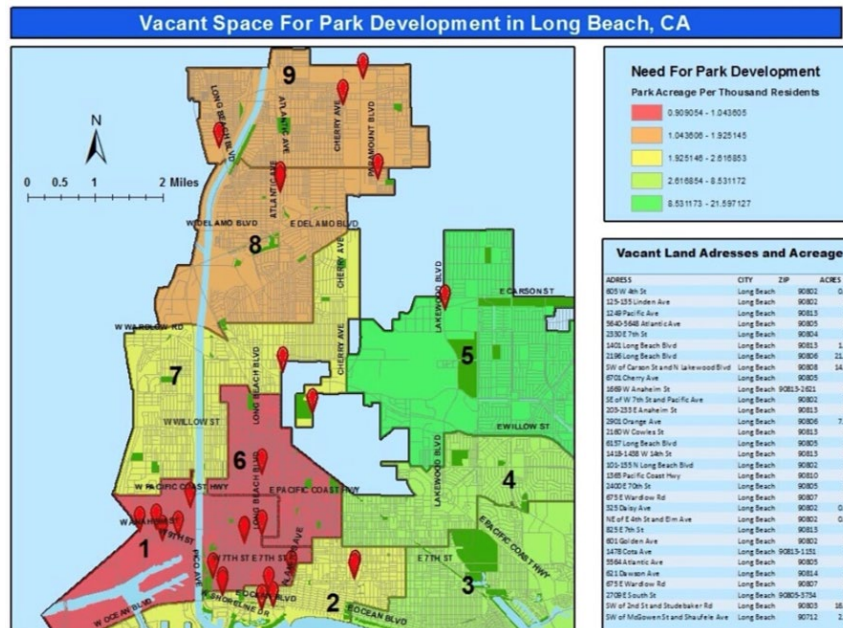 Vacant Space For Park Development in Long Beach, CA
N
0 0.5 1 2 Miles
9
LONG BEACH BLVD
ATLANTIC AVE
CHERRY AVE
PARAMOUNT BLVD
ATLANTIC AVE
W DELAMO BLVD
E DELAMO BLVD
8
CHERRY AVE
LAKEWOOD BLVD
E CARSON ST
W WARDLOW RD
5
7
LONG BEACH BLVD
CHERRY AVE
W WILLOW ST
E WILLOW ST
6
LONG BEACH BLVD
LAKEWOOD BLVD
4
W PACIFIC COAST HWY
E PACIFIC COAST HWY
1
E PACIFIC COAST HWY
W 7TH ST
E 7TH ST
E 7TH ST
PICO AVE
3
2
W OCEAN BLVD
E OCEAN BLVD
E OCEAN BLVD
Need For Park Development
Park Acreage Per Thousand Residents
0.909054 - 1.043605
1.043606 - 1.925145
1.925146 - 2.616853
2.616854 - 8.531172
8.531173 - 21.597127
Vacant Land Adresses and Acreage
ADRESS CITY ZIP ACRES
605 W 4th St Long Beach 90802
125-135 Linden Ave Long Beach 90802
1249 Pacific Ave Long Beach 90813
5640-5648 Atlantic Ave Long Beach 90805
2330 E 7th St Long Beach 90804
1401 Long Beach Blvd Long Beach 90813
2196 Long Beach Blvd Long Beach 90806
SW of Carson St and N Lakewood Blvd Long Beach 90808
6701 Cherry Ave Long Beach 90805
1669 W Anaheim St Long Beach 90813-2621
SE of W 7th St and Pacific Ave Long Beach 90802
203-233 E Anaheim St Long Beach 90813
2901 Orange Ave Long Beach 90806
2160 W Cowles St Long Beach 90813
6157 Long Beach Blvd Long Beach 90805
1418-1438 W 14th St Long Beach 90813
101-155 N Long Beach Blvd Long Beach 90802
1365 Pacific Coast Hwy Long Beach 90810
2400 E 70th St Long Beach 90805
675 E Wardlow Rd Long Beach 90807
325 Daisy Ave Long Beach 90802
NE of E 4th St and Elm Ave Long Beach 90802
825 E 7th St Long Beach 90813
601 Golden Ave Long Beach 90802
1478 Cota Ave Long Beach 90813-1151
5564 Atlantic Ave Long Beach 90805
621 Dawson Ave Long Beach 90814
675 E Wardlow Rd Long Beach 90807
2709 E South St Long Beach 90805-3754
SW of 2nd St and Studebaker Rd Long Beach 90803
SW of McGowen St and Shaufele Ave Long Beach 90712